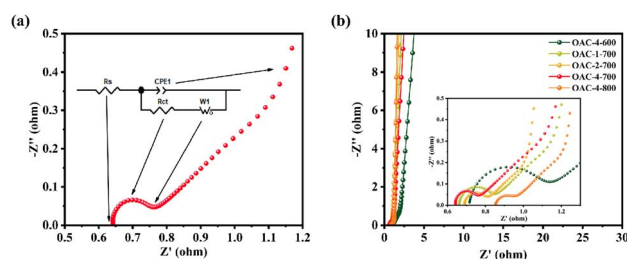 (a)
0.5
0.4
0.3
0.2
0.1
0.0
-Z'' (ohm)
Rs
CPE1
Rct
W1
0.5 0.6 0.7 0.8 0.9 1.0 1.1 1.2
Z' (ohm)
(b)
10
8
6
4
2
0
-Z'' (ohm)
OAC-4-600
OAC-1-700
OAC-2-700
OAC-4-700
OAC-4-800
0.5
0.4
0.3
0.2
0.1
0.0
-Z'' (ohm)
0.6 0.8 1.0 1.2
Z' (ohm)
0 5 10 15 20 25 30
Z' (ohm)